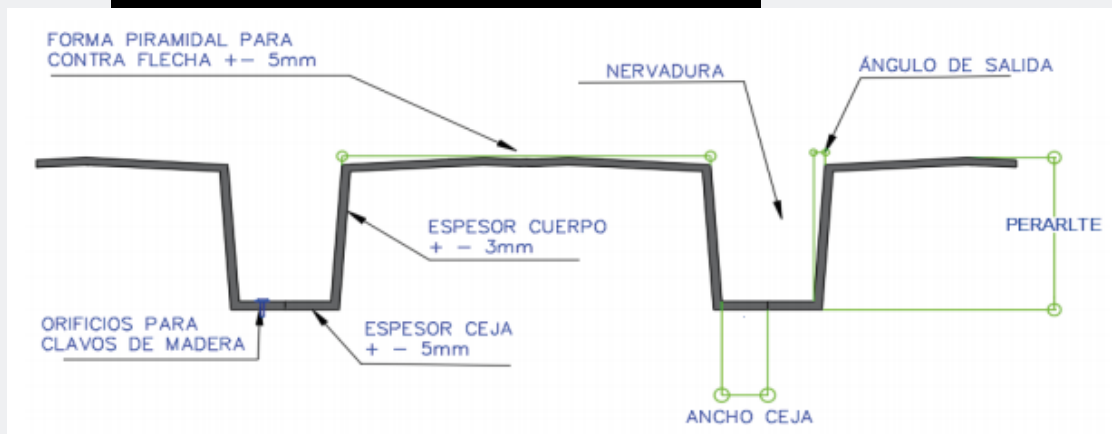 FORMA PIRAMIDAL PARA
CONTRA FLECHA +- 5mm
NERVADURA
ÁNGULO DE SALIDA
ESPESOR CUERPO
+ - 3mm
PERARLTE
ORIFICIOS PARA
CLAVOS DE MADERA
ESPESOR CEJA
+ - 5mm
ANCHO CEJA